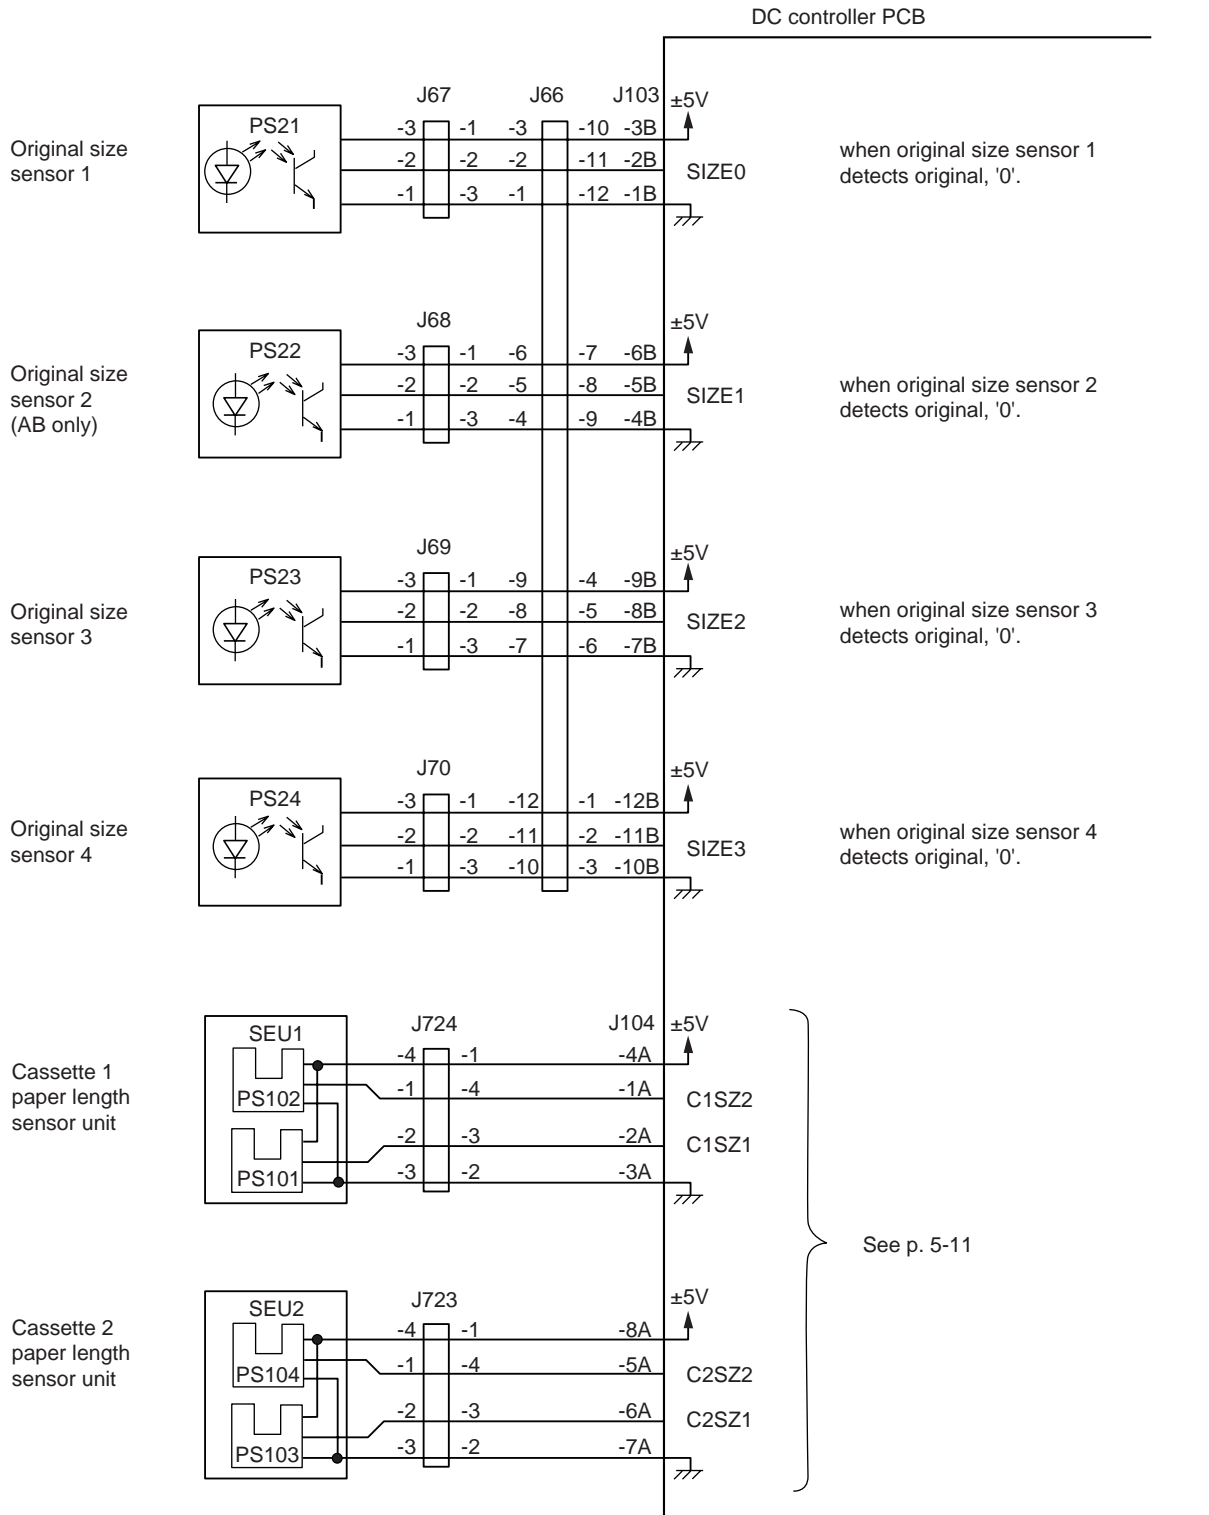 DC controller PCB
J67 J66 J103 ±5V
PS21
-3 -1 -3 -10 -3B
Original size
sensor 1
-2 -2 -2 -11 -2B
SIZE0
-1 -3 -1 -12 -1B
when original size sensor 1
detects original, '0'.
J68 ±5V
PS22
-3 -1 -6 -7 -6B
Original size
sensor 2
(AB only)
-2 -2 -5 -8 -5B
SIZE1
-1 -3 -4 -9 -4B
when original size sensor 2
detects original, '0'.
J69 ±5V
PS23
-3 -1 -9 -4 -9B
Original size
sensor 3
-2 -2 -8 -5 -8B
SIZE2
-1 -3 -7 -6 -7B
when original size sensor 3
detects original, '0'.
J70 ±5V
PS24
-3 -1 -12 -1 -12B
Original size
sensor 4
-2 -2 -11 -2 -11B
SIZE3
-1 -3 -10 -3 -10B
when original size sensor 4
detects original, '0'.
J724 J104 ±5V
SEU1
-4 -1 -4A
Cassette 1
paper length
sensor unit
PS102
-1 -4 -1A
C1SZ2
-2 -3 -2A
C1SZ1
PS101
-3 -2 -3A
See p. 5-11
J723 ±5V
SEU2
-4 -1 -8A
Cassette 2
paper length
sensor unit
PS104
-1 -4 -5A
C2SZ2
-2 -3 -6A
C2SZ1
PS103
-3 -2 -7A